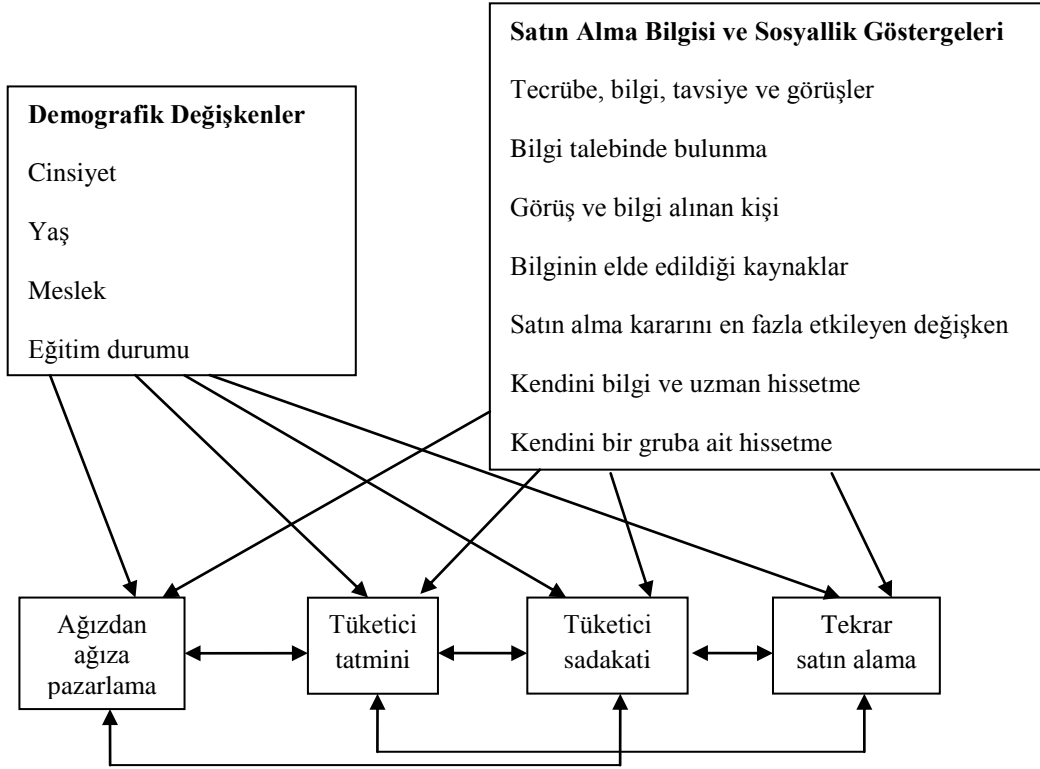 Demografik Değişkenler
Cinsiyet
Yaş
Meslek
Eğitim durumu
Satın Alma Bilgisi ve Sosyallik Göstergeleri
Tecrübe, bilgi, tavsiye ve görüşler
Bilgi talebinde bulunma
Görüş ve bilgi alınan kişi
Bilginin elde edildiği kaynaklar
Satın alma kararını en fazla etkileyen değişken
Kendini bilgi ve uzman hissetme
Kendini bir gruba ait hissetme
Ağızdan
ağıza
pazarlama
Tüketici
tatmini
Tüketici
sadakati
Tekrar
satın alama